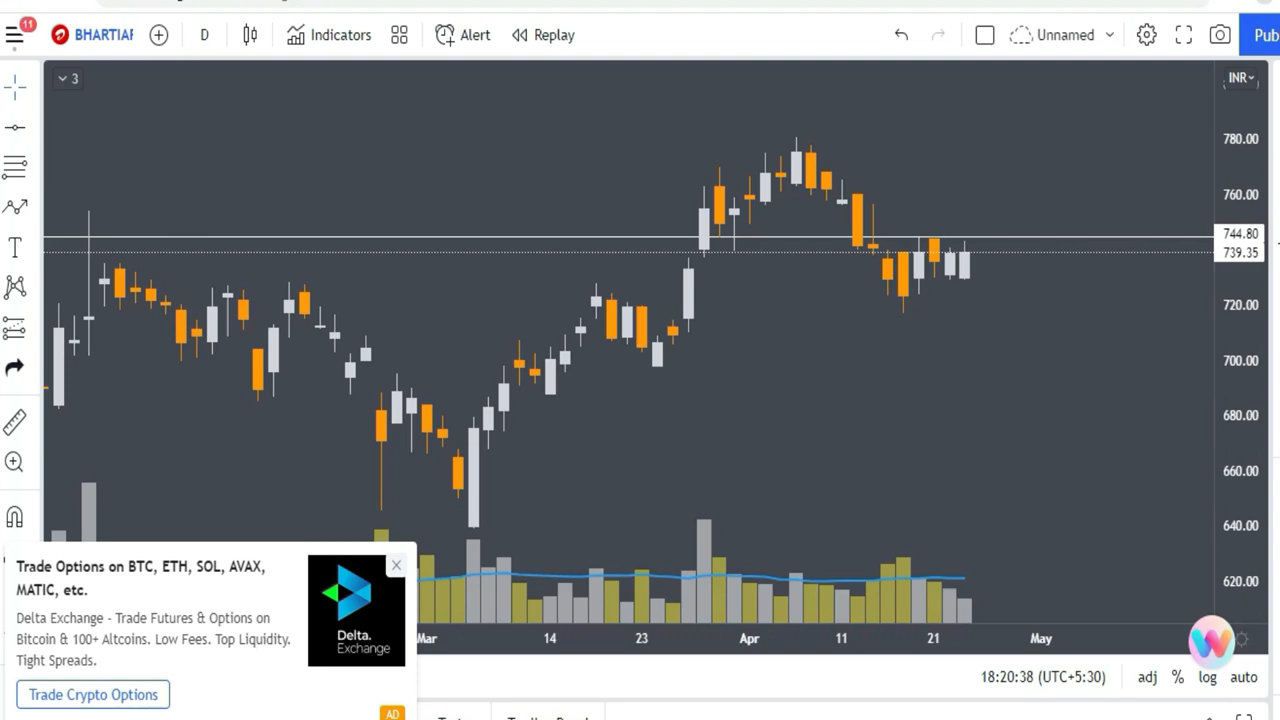 11
BHARTIAF
D
Indicators
Alert
Replay
Unnamed
Pub
3
INR
780.00
760.00
744.80
739.35
720.00
700.00
680.00
660.00
640.00
620.00
Trade Options on BTC, ETH, SOL, AVAX,
MATIC, etc.
Delta Exchange - Trade Futures & Options on
Bitcoin & 100+ Altcoins. Low Fees. Top Liquidity.
Tight Spreads.
Delta.
Exchange
Trade Crypto Options
AD
Mar
14
23
Apr
11
21
May
18:20:38 (UTC+5:30)
adj
%
log
auto